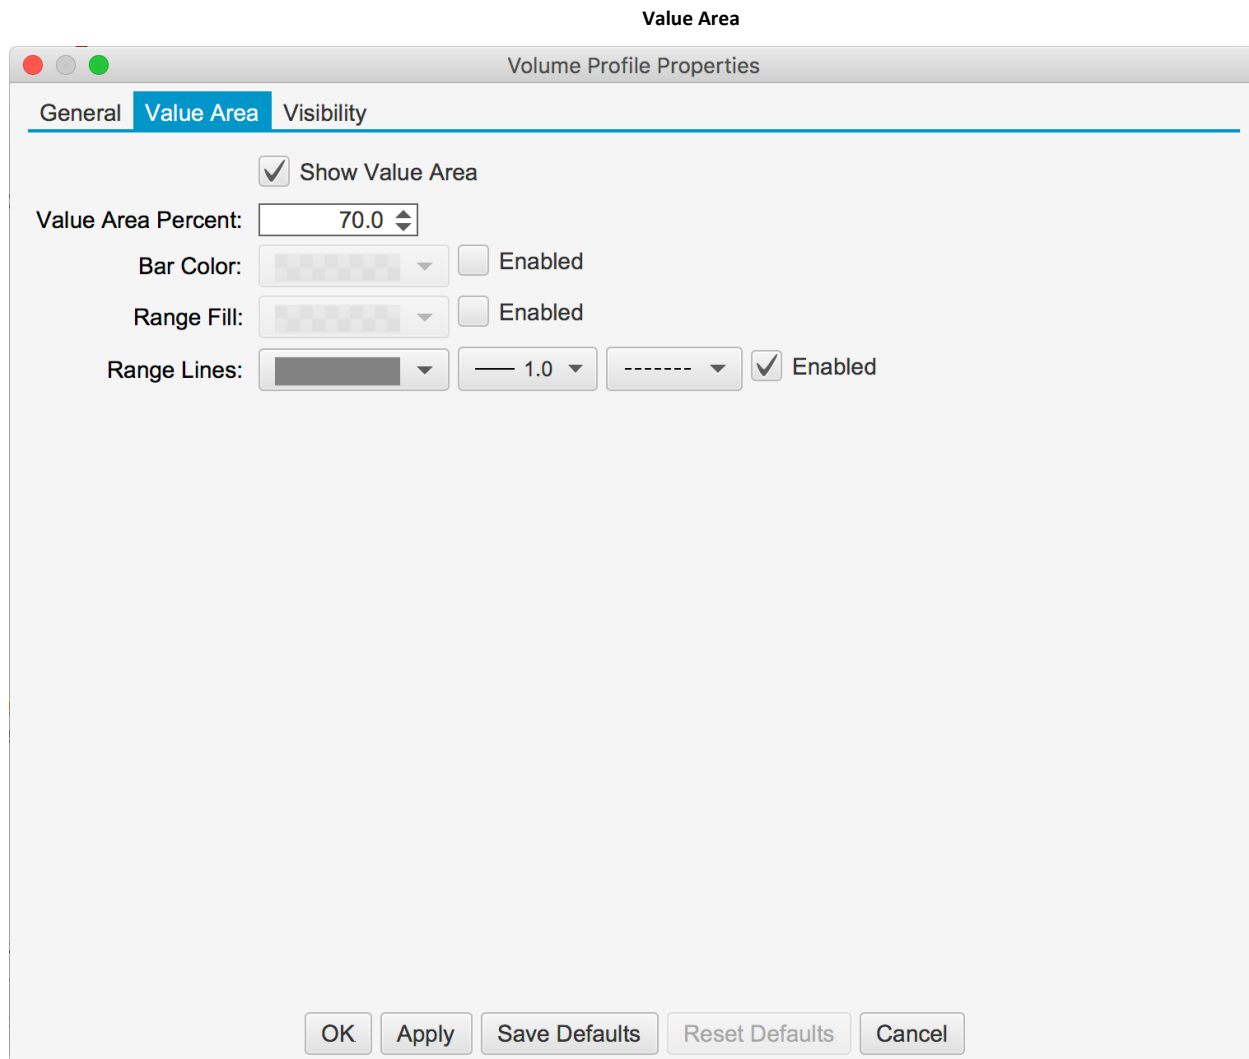 Value Area
Volume Profile Properties
General Value Area Visibility
Show Value Area
Value Area Percent: 70.0
Bar Color: Enabled
Range Fill: Enabled
Range Lines: 1.0 Enabled
OK Apply Save Defaults Reset Defaults Cancel